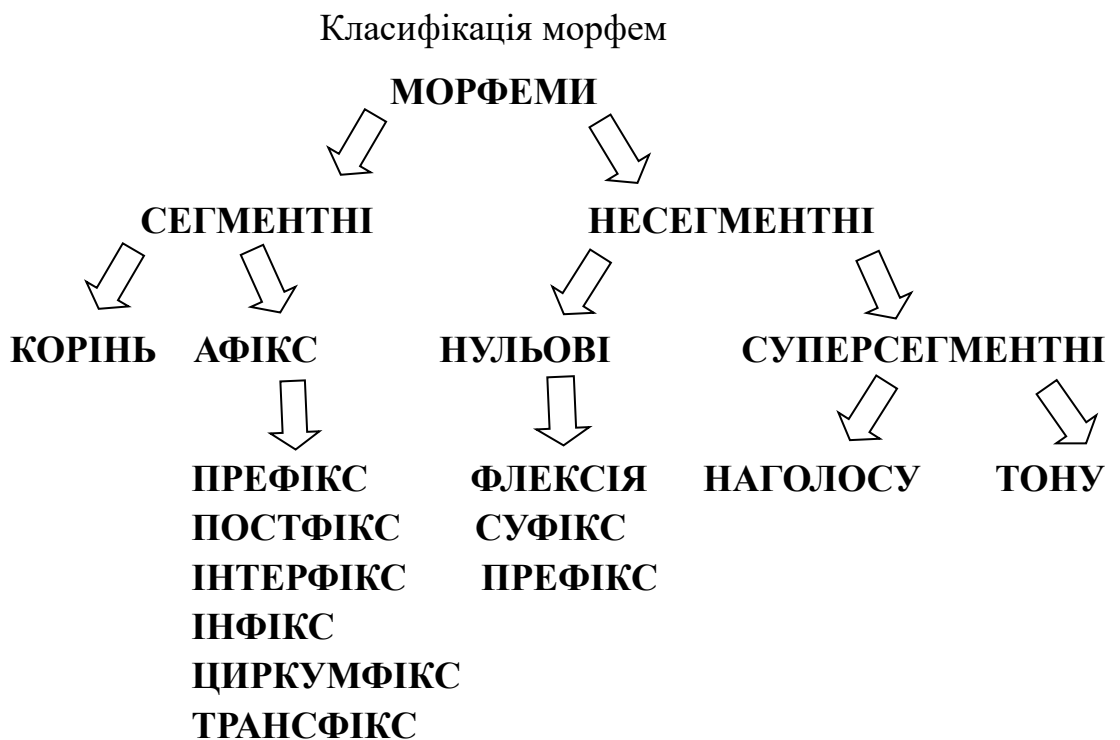 Класифікація морфем
МОРФЕМИ
СЕГМЕНТНІ НЕСЕГМЕНТНІ
КОРІНЬ АФІКС НУЛЬОВІ СУПЕРСЕГМЕНТНІ
ПРЕФІКС ФЛЕКСІЯ НАГОЛОСУ ТОНУ
ПОСТФІКС СУФІКС
ІНТЕРФІКС ПРЕФІКС
ІНФІКС
ЦИРКУМФІКС
ТРАНСФІКС